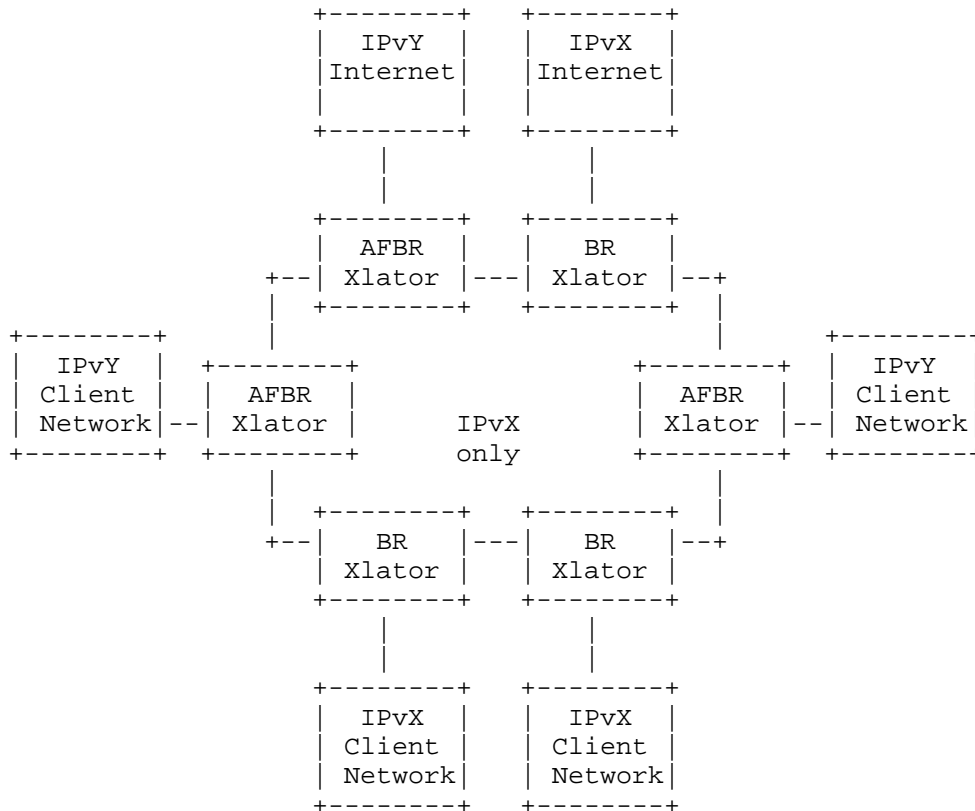 IPvY IPvX
Internet Internet
AFBR BR
Xlator Xlator
IPvY IPvY
Client AFBR AFBR Client
Network Xlator IPvX Xlator Network
only
BR BR
Xlator Xlator
IPvX IPvX
Client Client
Network Network